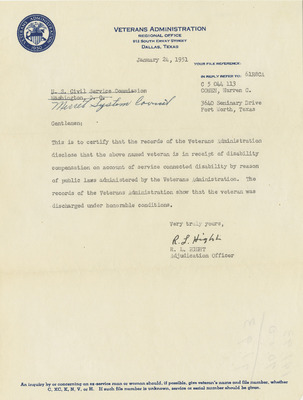 VETERANS ADMINISTRATION
REGIONAL OFFICE
DALLAS, TEXAS
January 24, 1951
YOUR FILE REFERENCE:
IN REPLY REFER TO:
C 5 044 113
Warren C.
3640 Seminary Drive
Fort Worth, Texas
U. S. Civil Service Commission
Washington,
Merit System Council
Gentlemen:
This is to certify that the records of the Veterans Administration
disclose that the above named veteran is in receipt of disability
compensation on account of service connected disability by reason
of public laws administered by the Veterans Administration. The
records of the Veterans Administration show that the veteran was
discharged under honorable conditions.
Very truly yours,
R. L. Hight
R. L. HIGHT
Adjudication Officer
An inquiry by or concerning an ex-service man or woman should, if possible, give veteran's name and file number, whether
C, XC, K, N, V, or H. If such file number is unknown, service or serial number should be given.